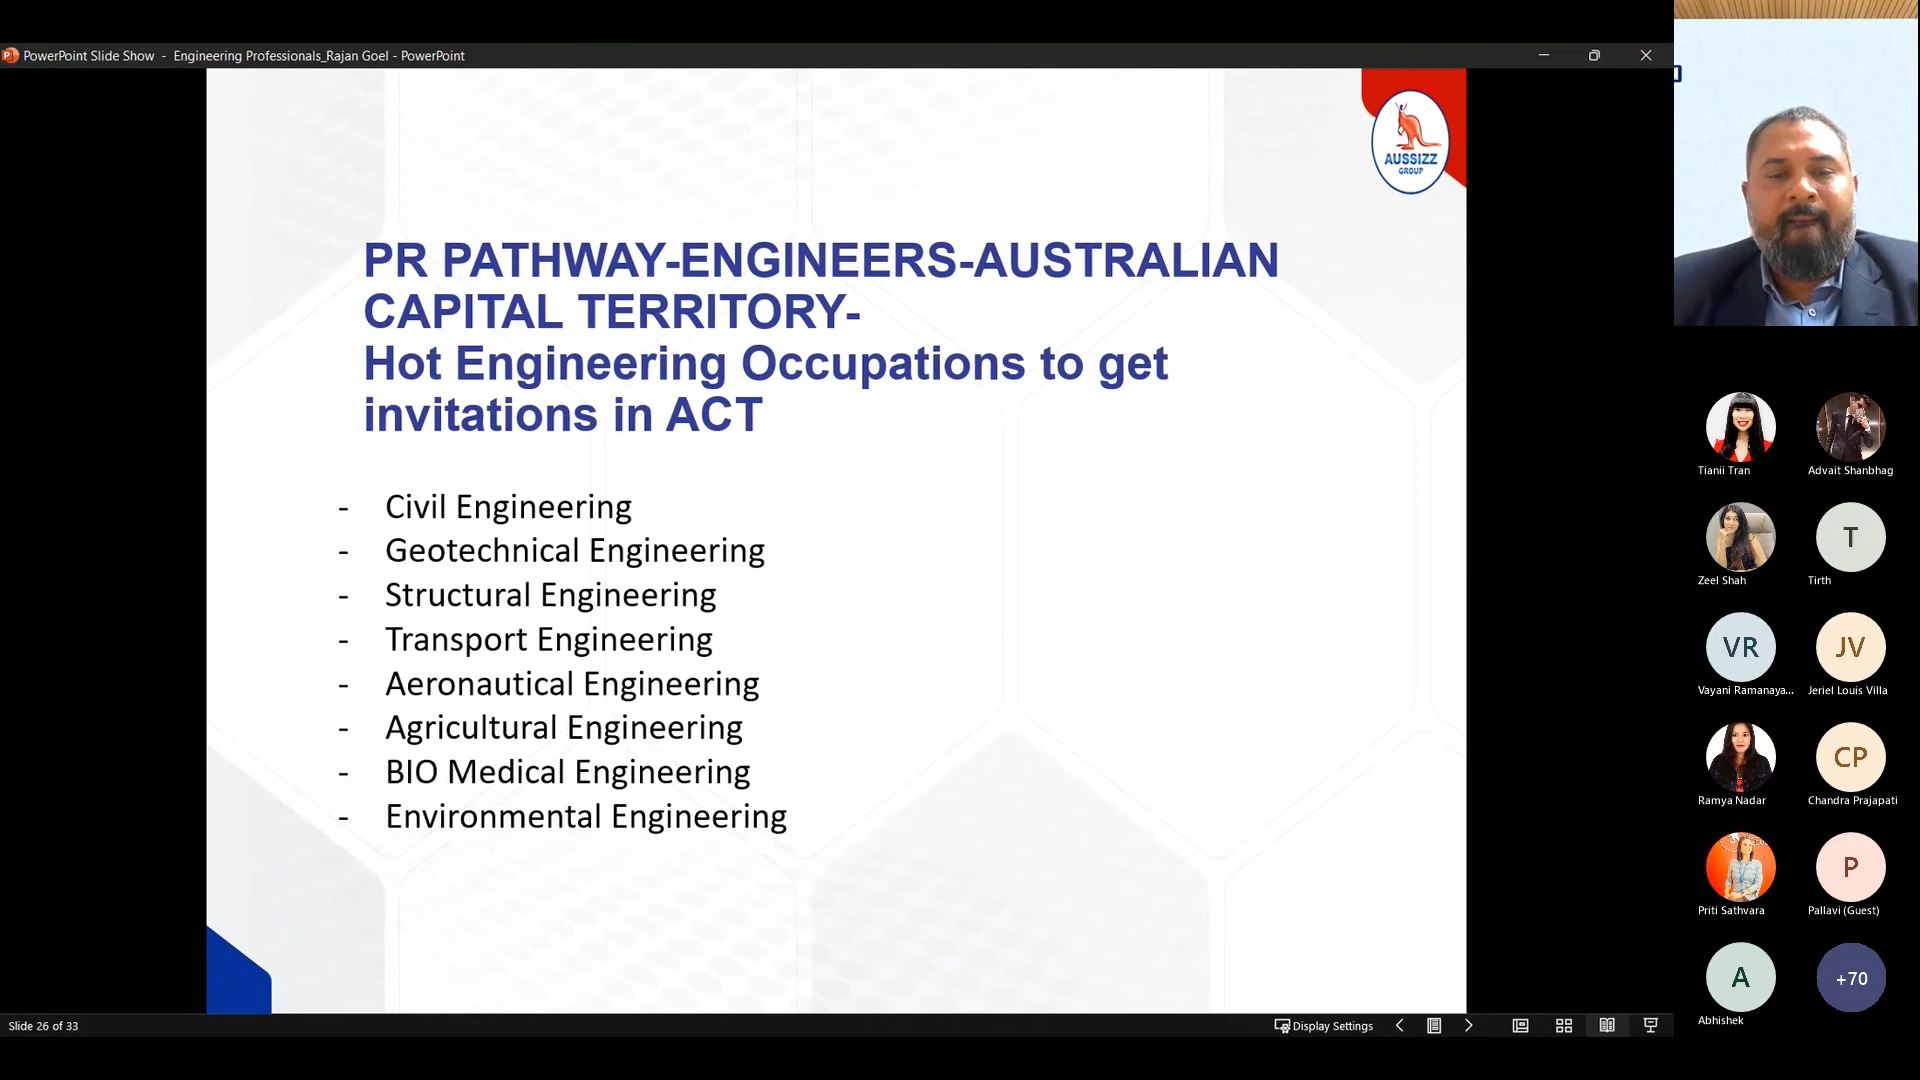 PowerPoint Slide Show - Engineering Professionals_Rajan Goel - PowerPoint
AUSSIZZ
GROUP
PR PATHWAY-ENGINEERS-AUSTRALIAN
CAPITAL TERRITORY-
Hot Engineering Occupations to get
invitations in ACT
- Civil Engineering
- Geotechnical Engineering
- Structural Engineering
- Transport Engineering
- Aeronautical Engineering
- Agricultural Engineering
- BIO Medical Engineering
- Environmental Engineering
Slide 26 of 33
Display Settings
Tianii Tran
Advait Shanbhag
Zeel Shah
T
Tirth
VR
Vayani Ramanaya...
JV
Jeriel Louis Villa
Ramya Nadar
CP
Chandra Prajapati
Priti Sathvara
P
Pallavi (Guest)
A
Abhishek
+70